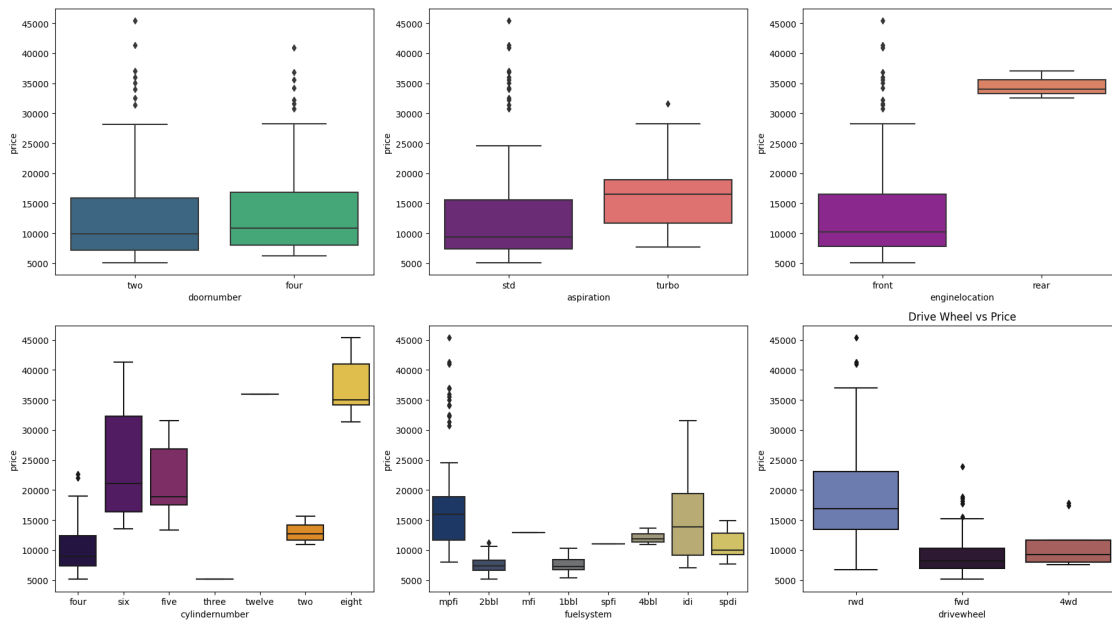 45000
40000
35000
30000
25000
20000
15000
10000
5000
price
two four
doornumber
45000
40000
35000
30000
25000
20000
15000
10000
5000
price
std turbo
aspiration
45000
40000
35000
30000
25000
20000
15000
10000
5000
price
front rear
enginelocation
45000
40000
35000
30000
25000
20000
15000
10000
5000
price
four six five three twelve two eight
cylindernumber
45000
40000
35000
30000
25000
20000
15000
10000
5000
price
mpfi 2bbl mfi 1bbl spfi 4bbl idi spdi
fuelsystem
Drive Wheel vs Price
45000
40000
35000
30000
25000
20000
15000
10000
5000
price
rwd fwd 4wd
drivewheel